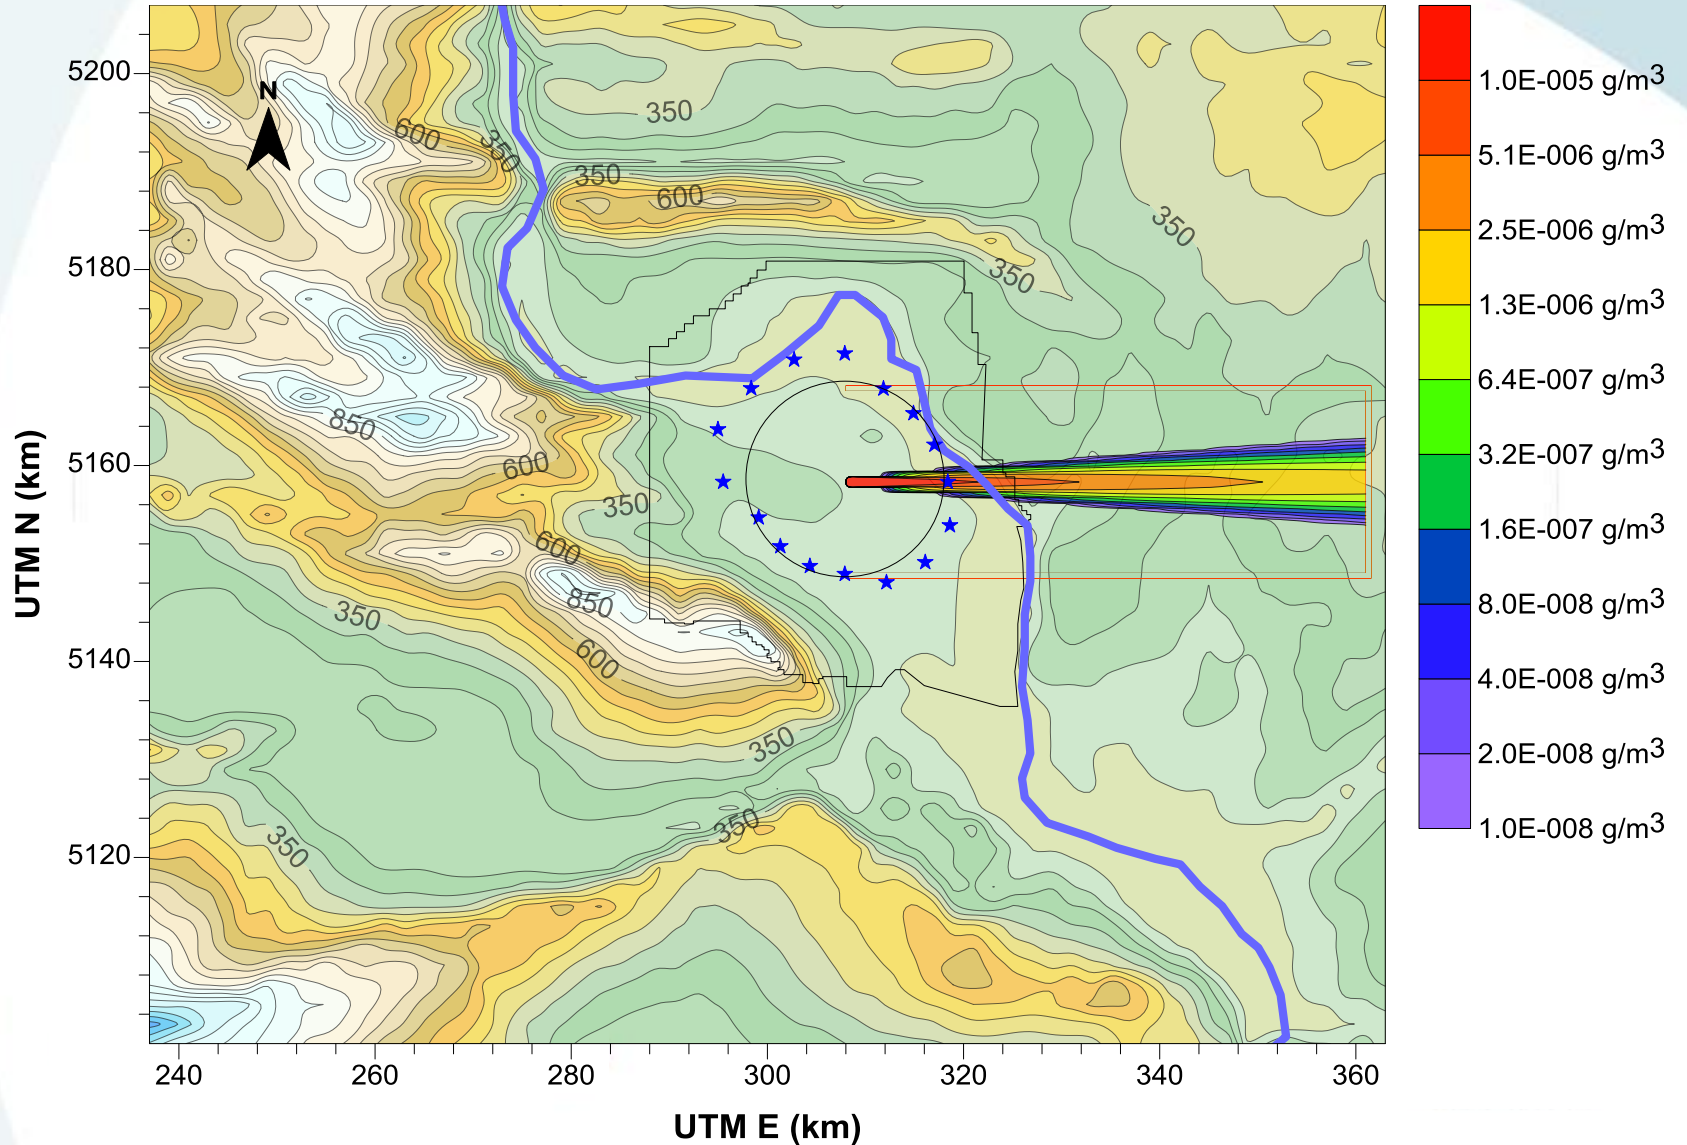 N
UTM N (km)
5200
5180
5160
5140
5120
350
600
350
350
600
350
350
850
600
350
600
850
350
600
350
350
350
240
260
280
300
320
340
360
UTM E (km)
1.0E-005 g/m3
5.1E-006 g/m3
2.5E-006 g/m3
1.3E-006 g/m3
6.4E-007 g/m3
3.2E-007 g/m3
1.6E-007 g/m3
8.0E-008 g/m3
4.0E-008 g/m3
2.0E-008 g/m3
1.0E-008 g/m3